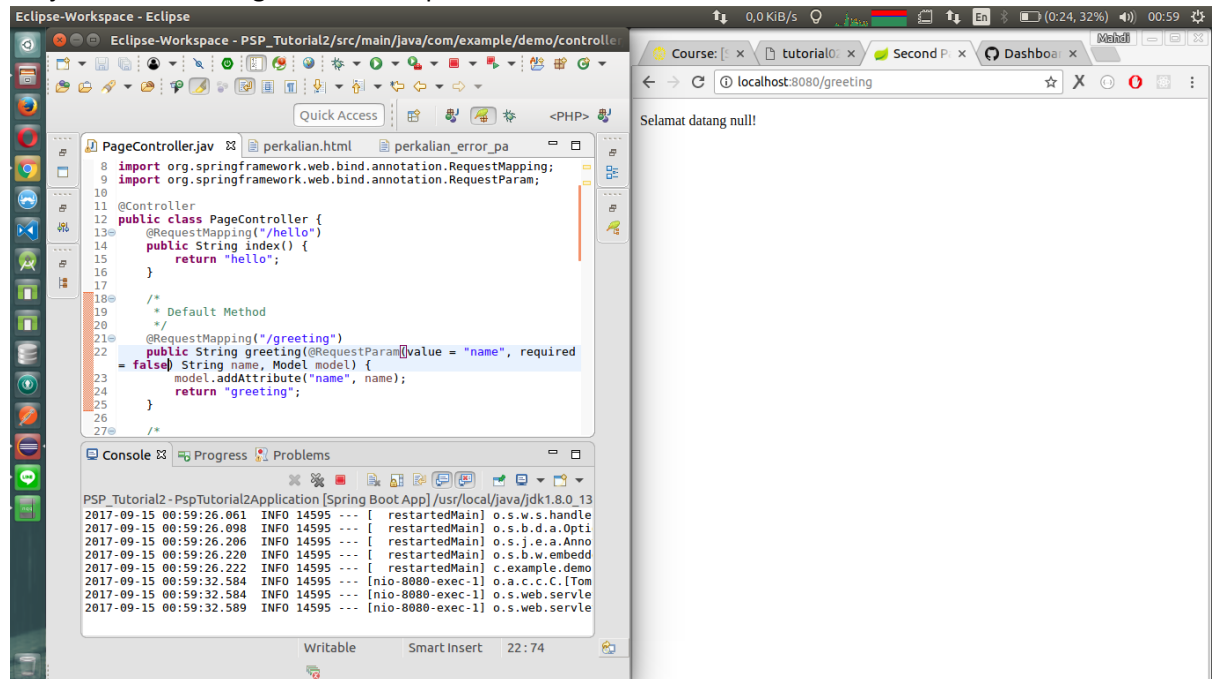 Eclipse-Workspace - Eclipse
0,0 KiB/s
En
(0:24, 32%)
00:59
Eclipse-Workspace - PSP_Tutorial2/src/main/java/com/example/demo/controller
Quick Access
<PHP>
PageController.jav
perkalian.html
perkalian_error_pa
8 import org.springframework.web.bind.annotation.RequestMapping;
9 import org.springframework.web.bind.annotation.RequestParam;
10
11 @Controller
12 public class PageController {
13 @RequestMapping("/hello")
14 public String index() {
15 return "hello";
16 }
17
18 /*
19 * Default Method
20 */
21 @RequestMapping("/greeting")
22 public String greeting(@RequestParam(value = "name", required
= false) String name, Model model) {
23 model.addAttribute("name", name);
24 return "greeting";
25 }
26
27 /*
Console
Progress
Problems
PSP_Tutorial2 - PspTutorial2Application [Spring Boot App] /usr/local/java/jdk1.8.0_13
2017-09-15 00:59:26.061 INFO 14595 --- [ restartedMain] o.s.w.s.handle
2017-09-15 00:59:26.098 INFO 14595 --- [ restartedMain] o.s.b.d.a.Opti
2017-09-15 00:59:26.206 INFO 14595 --- [ restartedMain] o.s.j.e.a.Anno
2017-09-15 00:59:26.220 INFO 14595 --- [ restartedMain] o.s.b.w.embedd
2017-09-15 00:59:26.222 INFO 14595 --- [ restartedMain] c.example.demo
2017-09-15 00:59:32.584 INFO 14595 --- [nio-8080-exec-1] o.a.c.c.C.[Tom
2017-09-15 00:59:32.584 INFO 14595 --- [nio-8080-exec-1] o.s.web.servle
2017-09-15 00:59:32.589 INFO 14595 --- [nio-8080-exec-1] o.s.web.servle
Writable
Smart Insert
22 : 74
Mahdi
Course: [S
tutorial02
Second Pa
Dashboar
localhost:8080/greeting
Selamat datang null!